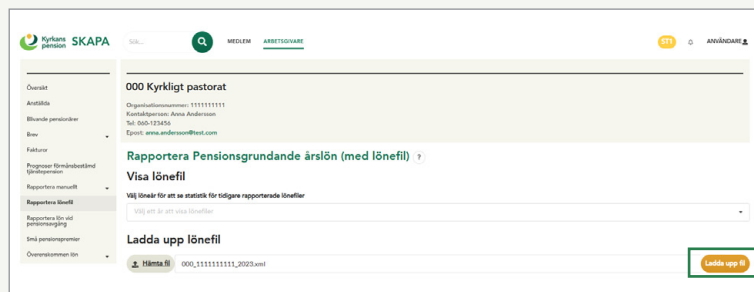 Kyrkans pension SKAPA
Sök...
MEDLEM
ARBETSGIVARE
ST1
ANVÄNDARE
Översikt
Anställda
Blivande pensionärer
Brev
Fakturor
Prognoser förmånsbestämd
tjänstepension
Rapportera manuellt
Rapportera lönefil
Rapportera lön vid
pensionsavgång
Små pensionspremier
Överenskommen lön
000 Kyrkligt pastorat
Organisationsnummer: 1111111111
Kontaktperson: Anna Andersson
Tel: 060-123456
Epost: anna.andersson@test.com
Rapportera Pensionsgrundande årslön (med lönefil) ?
Visa lönefil
Välj löneår för att se statistik för tidigare rapporterade lönefiler
Välj ett år att visa lönefiler
Ladda upp lönefil
Hämta fil
000_1111111111_2023.xml
Ladda upp fil